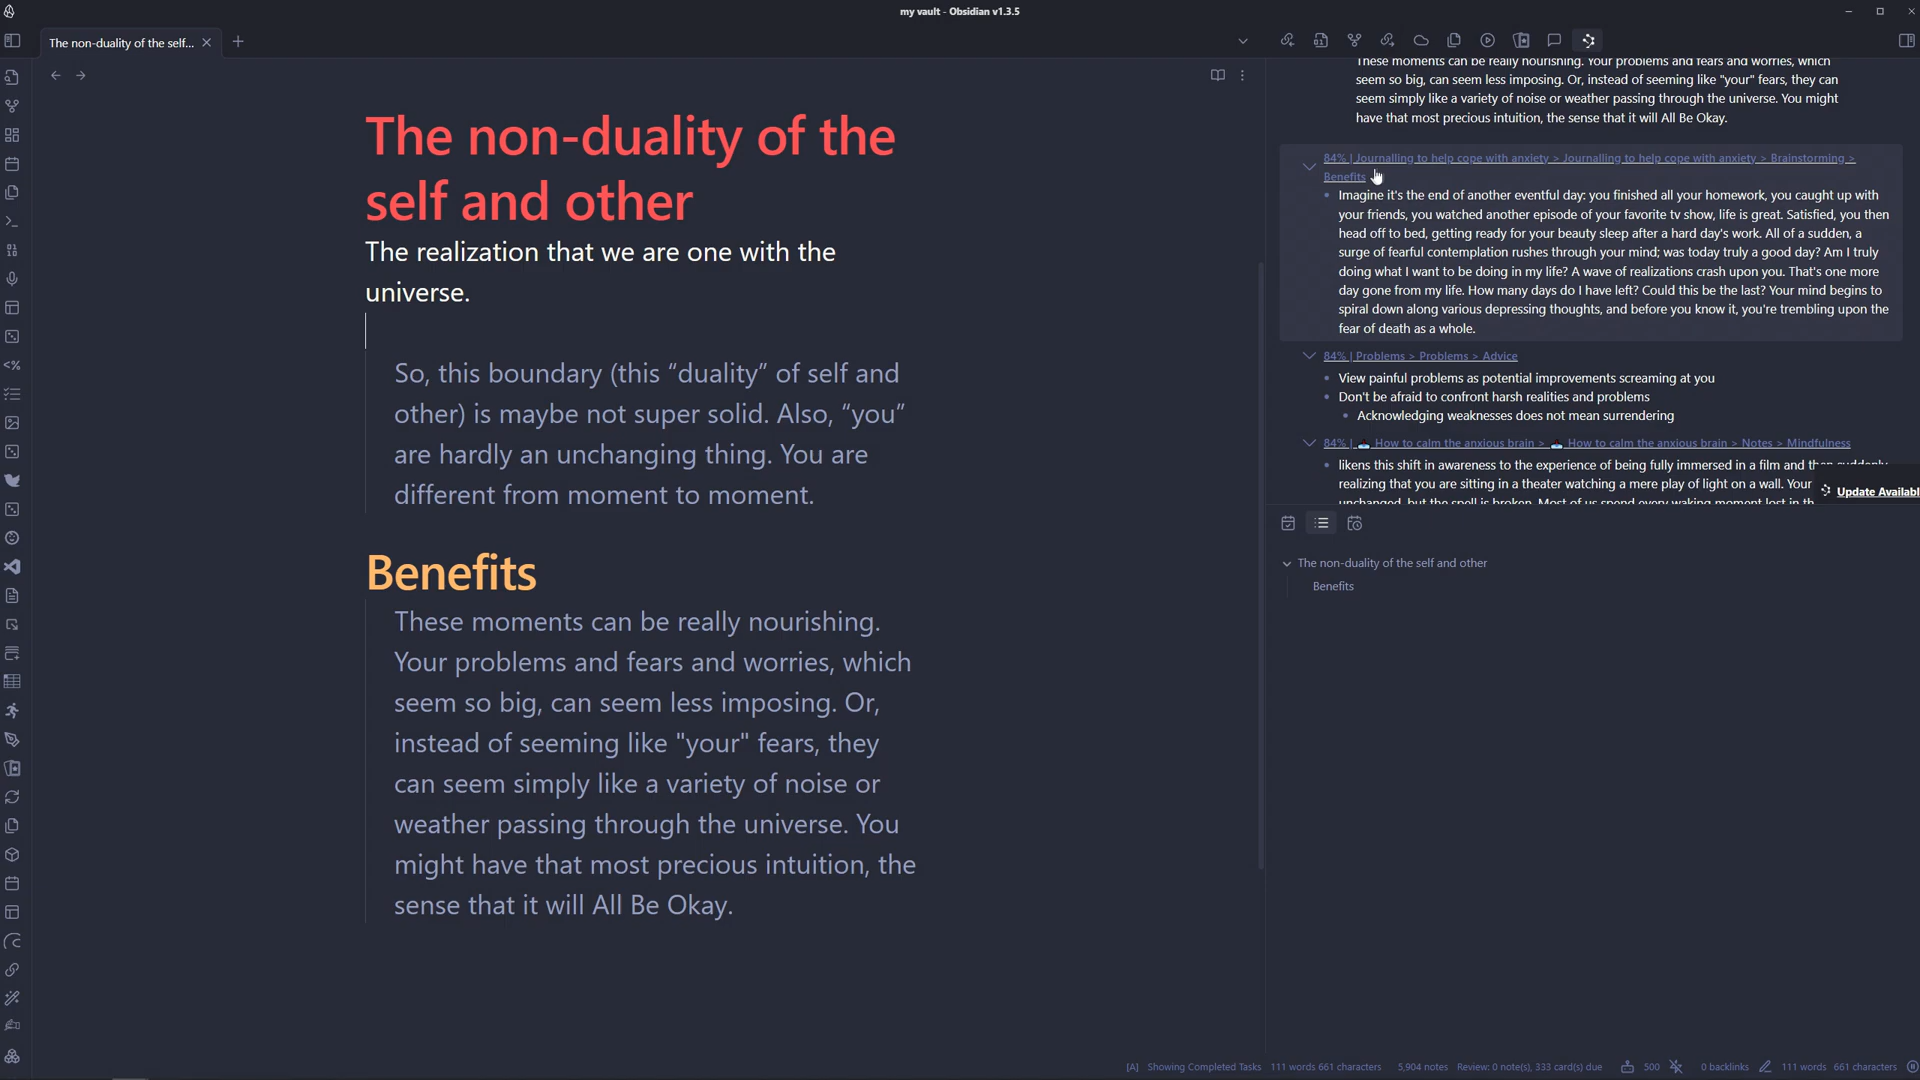 my vault - Obsidian v1.3.5
The non-duality of the self...
The non-duality of the
self and other
The realization that we are one with the
universe.
So, this boundary (this “duality” of self and
other) is maybe not super solid. Also, “you”
are hardly an unchanging thing. You are
different from moment to moment.
Benefits
These moments can be really nourishing.
Your problems and fears and worries, which
seem so big, can seem less imposing. Or,
instead of seeming like "your" fears, they
can seem simply like a variety of noise or
weather passing through the universe. You
might have that most precious intuition, the
sense that it will All Be Okay.
These moments can be really nourishing. Your problems and fears and worries, which
seem so big, can seem less imposing. Or, instead of seeming like "your" fears, they can
seem simply like a variety of noise or weather passing through the universe. You might
have that most precious intuition, the sense that it will All Be Okay.
84% | Journalling to help cope with anxiety > Journalling to help cope with anxiety > Brainstorming >
Benefits
Imagine it's the end of another eventful day: you finished all your homework, you caught up with
your friends, you watched another episode of your favorite tv show, life is great. Satisfied, you then
head off to bed, getting ready for your beauty sleep after a hard day's work. All of a sudden, a
surge of fearful contemplation rushes through your mind; was today truly a good day? Am I truly
doing what I want to be doing in my life? A wave of realizations crash upon you. That's one more
day gone from my life. How many days do I have left? Could this be the last? Your mind begins to
spiral down along various depressing thoughts, and before you know it, you're trembling upon the
fear of death as a whole.
84% | Problems > Problems > Advice
View painful problems as potential improvements screaming at you
Don't be afraid to confront harsh realities and problems
Acknowledging weaknesses does not mean surrendering
84% | How to calm the anxious brain > How to calm the anxious brain > Notes > Mindfulness
likens this shift in awareness to the experience of being fully immersed in a film and then suddenly
realizing that you are sitting in a theater watching a mere play of light on a wall. Your
unchanged, but the spell is broken. Most of us spend every waking moment lost in th
Update Availabl
The non-duality of the self and other
Benefits
[A] Showing Completed Tasks 111 words 661 characters 5,904 notes Review: 0 note(s), 333 card(s) due 500 0 backlinks 111 words 661 characters